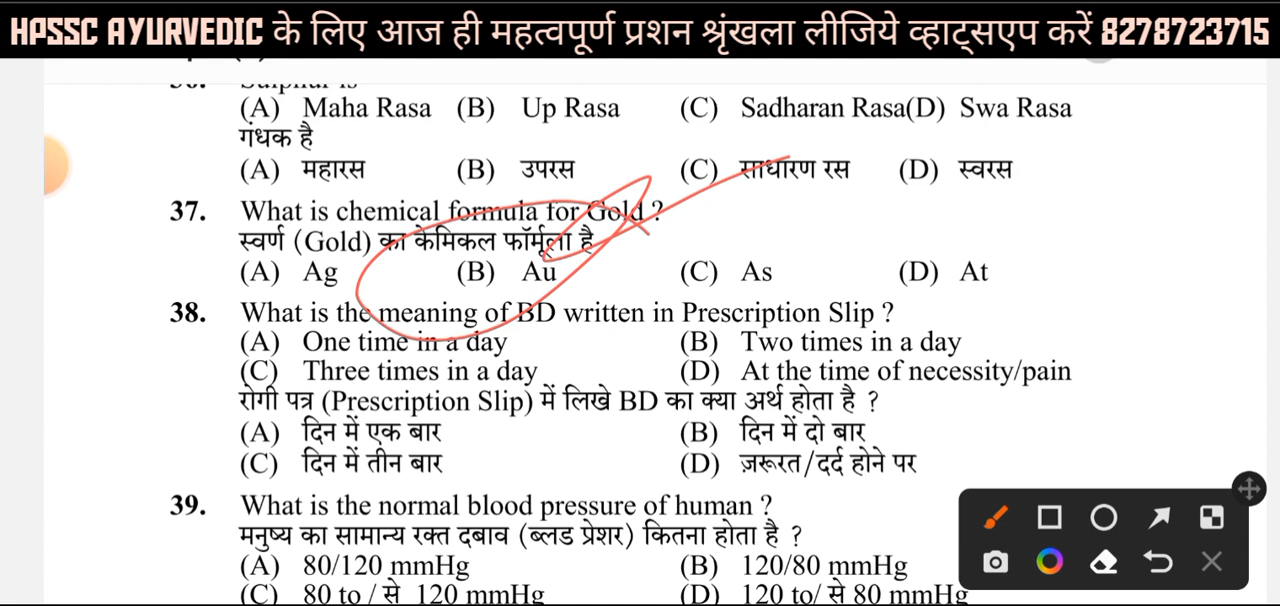 HPSSC AYURVEDIC के लिए आज ही महत्वपूर्ण प्रशन श्रृंखला लीजिये व्हाट्सएप करें 8278723715
(A) Maha Rasa (B) Up Rasa (C) Sadharan Rasa(D) Swa Rasa
गंधक है
(A) महारस (B) उपरस (C) साधारण रस (D) स्वरस
37. What is chemical formula for Gold ?
स्वर्ण (Gold) का केमिकल फॉर्मूला है
(A) Ag (B) Au (C) As (D) At
38. What is the meaning of BD written in Prescription Slip ?
(A) One time in a day (B) Two times in a day
(C) Three times in a day (D) At the time of necessity/pain
रोगी पत्र (Prescription Slip) में लिखे BD का क्या अर्थ होता है ?
(A) दिन में एक बार (B) दिन में दो बार
(C) दिन में तीन बार (D) ज़रूरत/दर्द होने पर
39. What is the normal blood pressure of human ?
मनुष्य का सामान्य रक्त दबाव (ब्लड प्रेशर) कितना होता है ?
(A) 80/120 mmHg (B) 120/80 mmHg
(C) 80 to / से 120 mmHg (D) 120 to/ से 80 mmHg